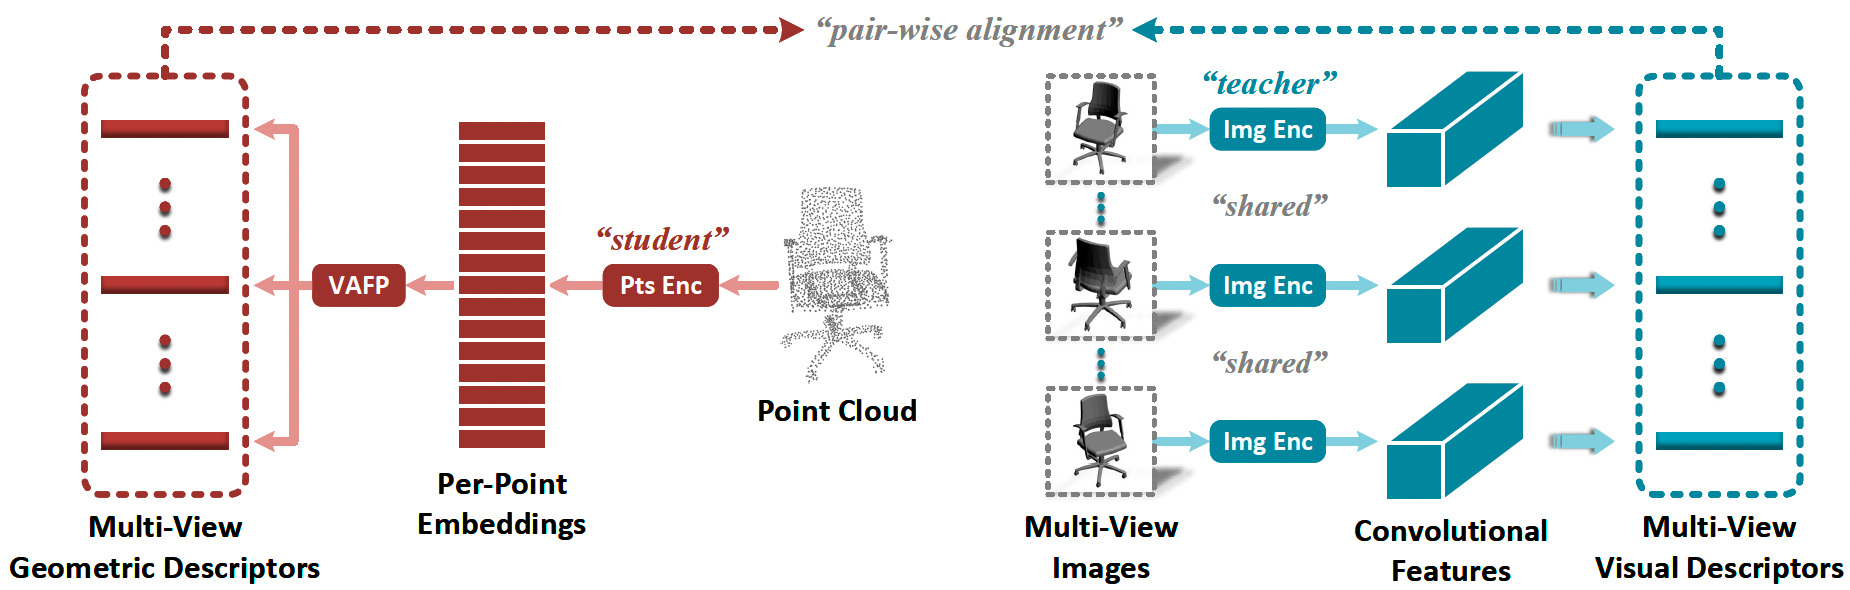 “pair-wise alignment”
“teacher”
Img Enc
“shared”
“student”
VAFP
Pts Enc
Img Enc
“shared”
Point Cloud
Img Enc
Per-Point
Embeddings
Multi-View
Geometric Descriptors
Multi-View
Images
Convolutional
Features
Multi-View
Visual Descriptors